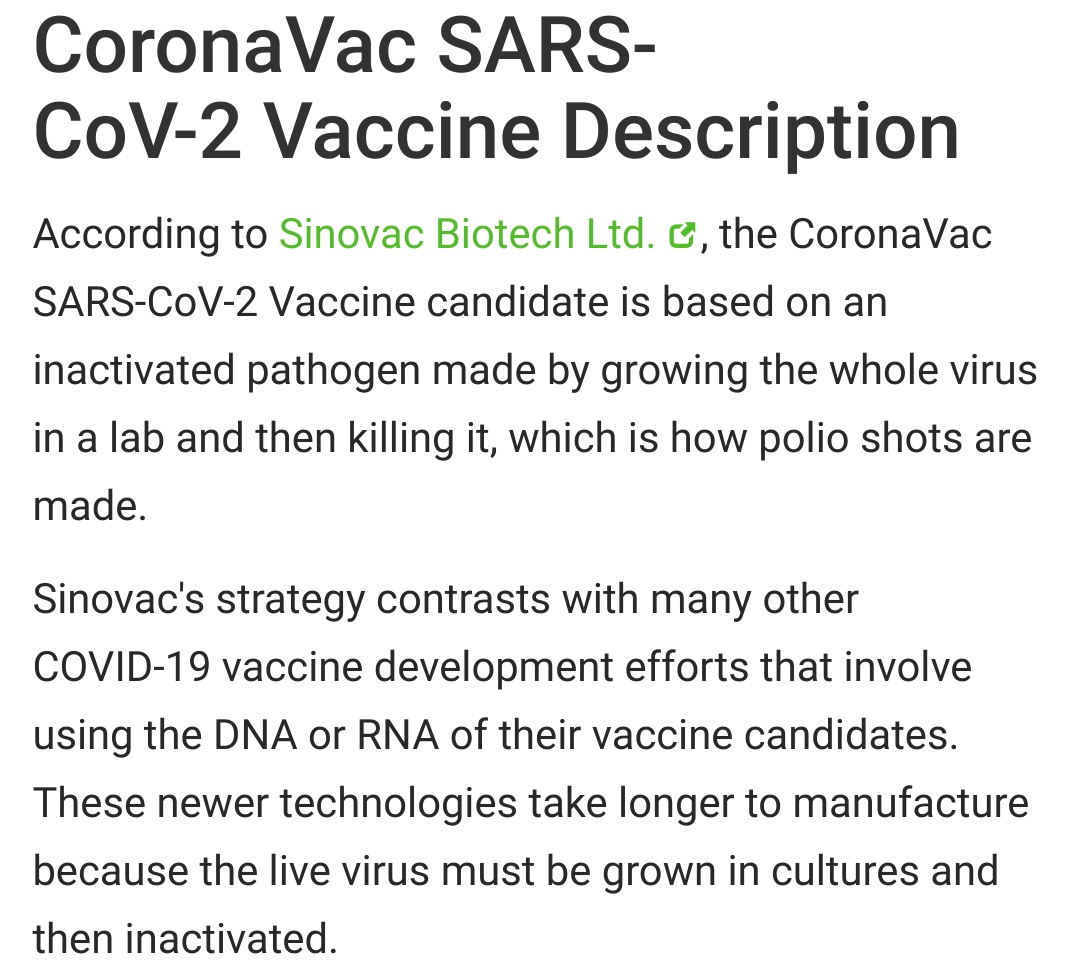 CoronaVac SARS-
CoV-2 Vaccine Description
According to Sinovac Biotech Ltd. , the CoronaVac
SARS-CoV-2 Vaccine candidate is based on an
inactivated pathogen made by growing the whole virus
in a lab and then killing it, which is how polio shots are
made.
Sinovac's strategy contrasts with many other
COVID-19 vaccine development efforts that involve
using the DNA or RNA of their vaccine candidates.
These newer technologies take longer to manufacture
because the live virus must be grown in cultures and
then inactivated.